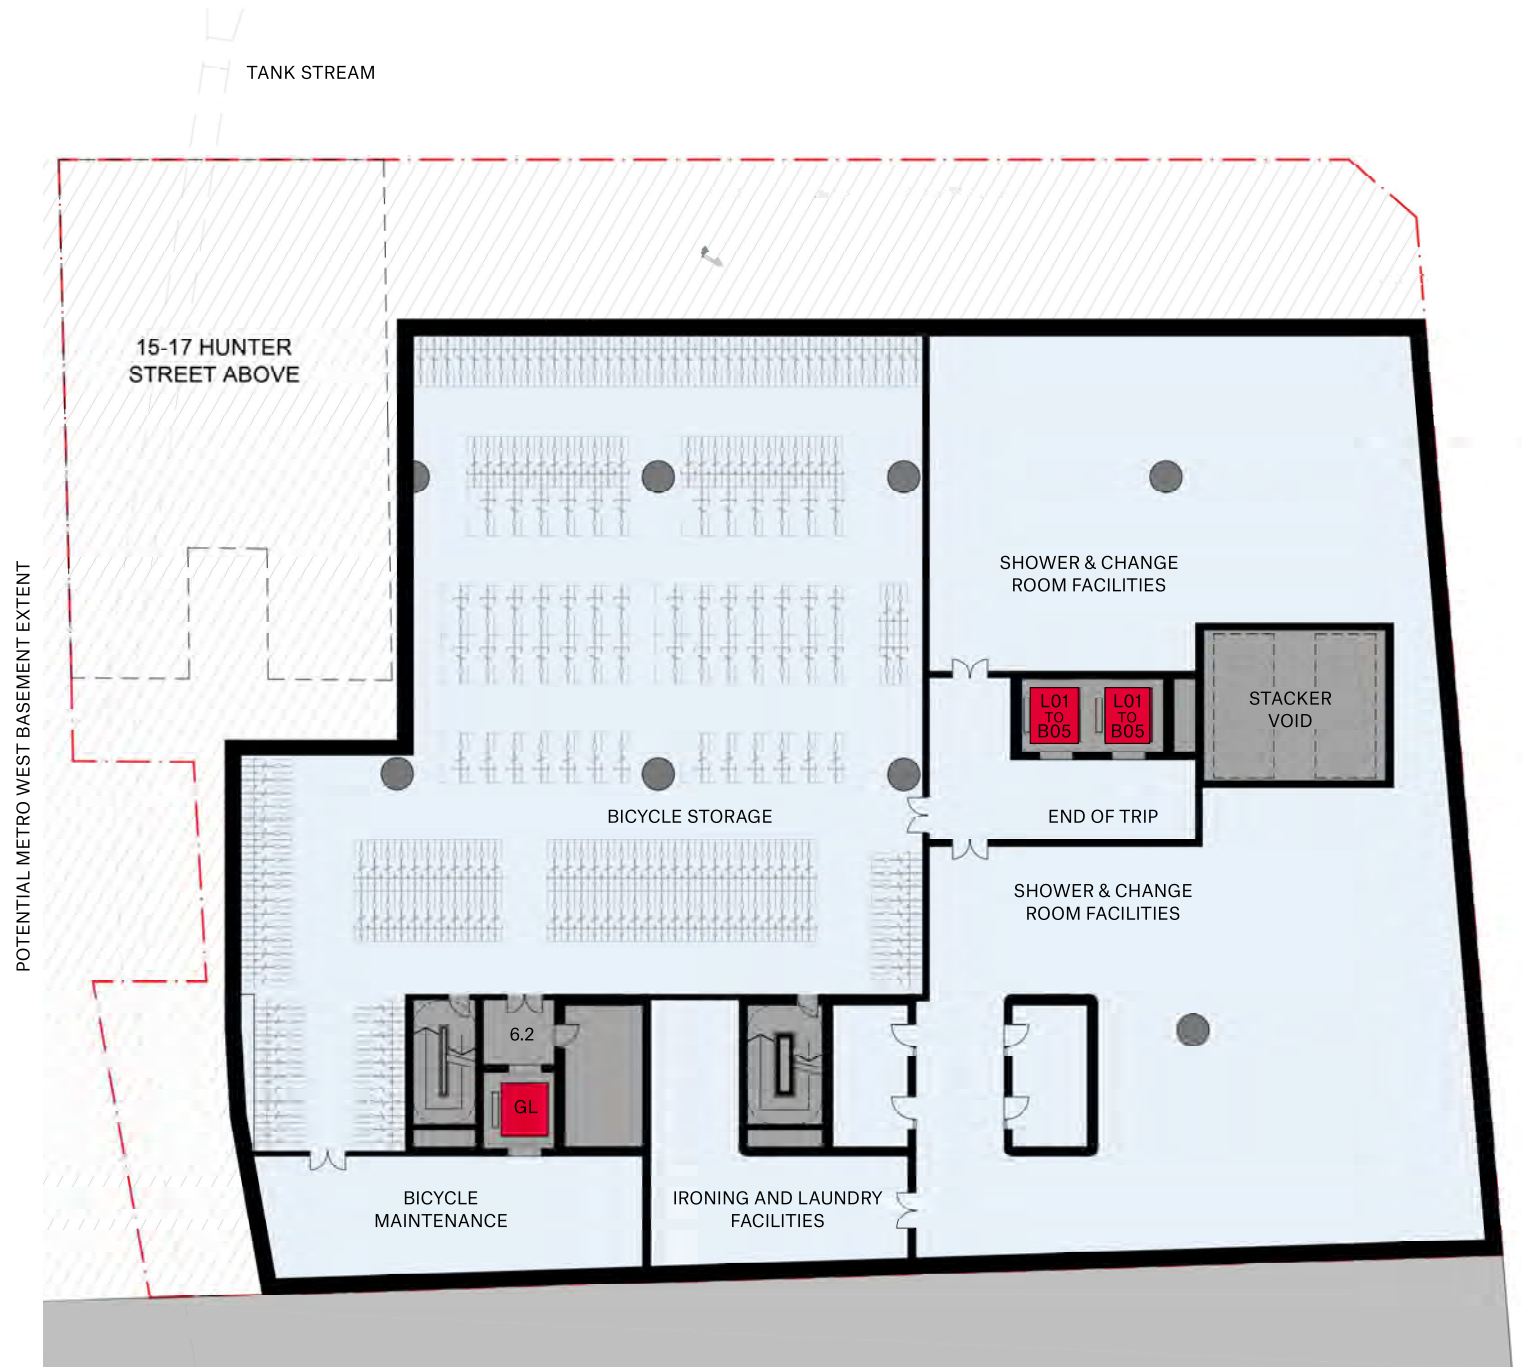 TANK STREAM
15-17 HUNTER
STREET ABOVE
POTENTIAL METRO WEST BASEMENT EXTENT
SHOWER & CHANGE
ROOM FACILITIES
L01
TO
B05
L01
TO
B05
STACKER
VOID
BICYCLE STORAGE
END OF TRIP
SHOWER & CHANGE
ROOM FACILITIES
6.2
GL
BICYCLE
MAINTENANCE
IRONING AND LAUNDRY
FACILITIES